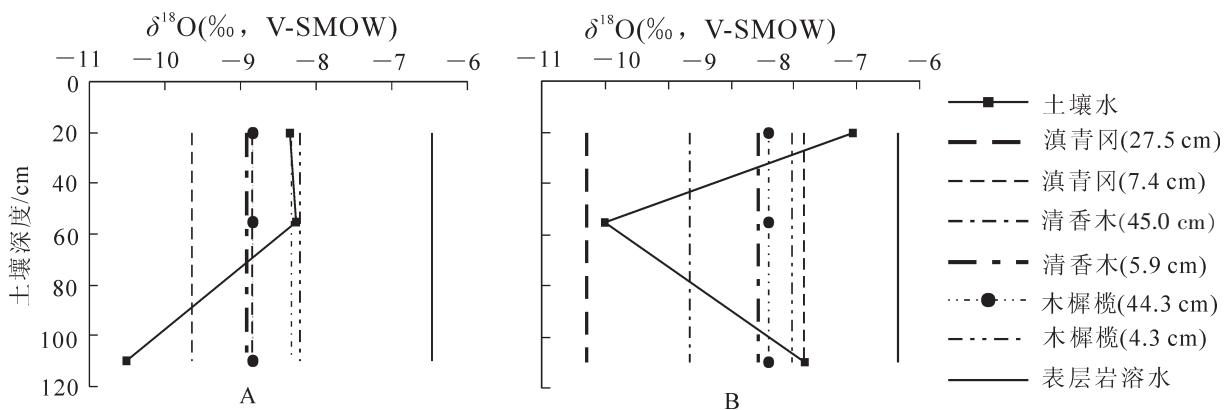 δ¹⁸O(‰，V-SMOW)
−11 −10 −9 −8 −7 −6
0
20
40
60
80
100
120
土壤深度/cm
A
δ¹⁸O(‰，V-SMOW)
−11 −10 −9 −8 −7 −6
B
土壤水
滇青冈(27.5 cm)
滇青冈(7.4 cm)
清香木(45.0 cm)
清香木(5.9 cm)
木樨榄(44.3 cm)
木樨榄(4.3 cm)
表层岩溶水